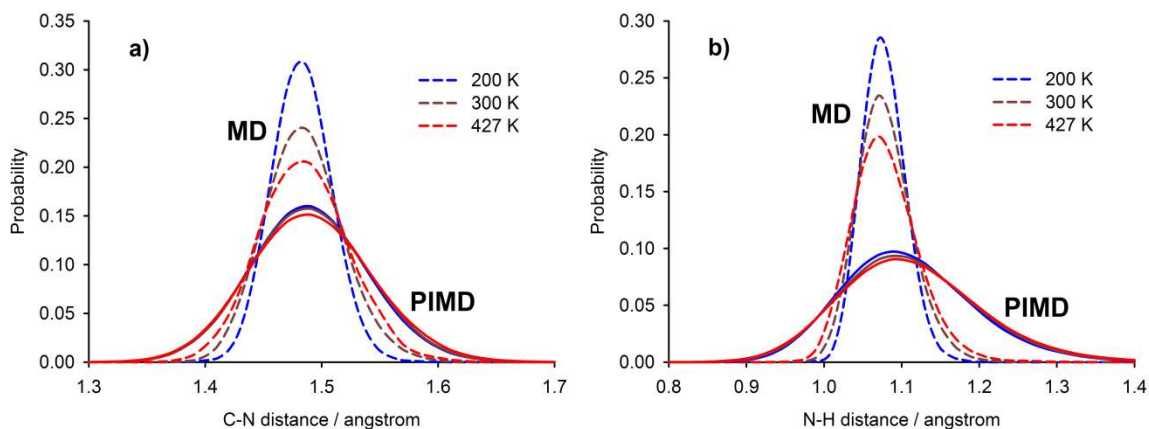 a)
200 K
300 K
427 K
MD
PIMD
Probability
0.35
0.30
0.25
0.20
0.15
0.10
0.05
0.00
1.3 1.4 1.5 1.6 1.7
C-N distance / angstrom
b)
200 K
300 K
427 K
MD
PIMD
Probability
0.30
0.25
0.20
0.15
0.10
0.05
0.00
0.8 0.9 1.0 1.1 1.2 1.3 1.4
N-H distance / angstrom